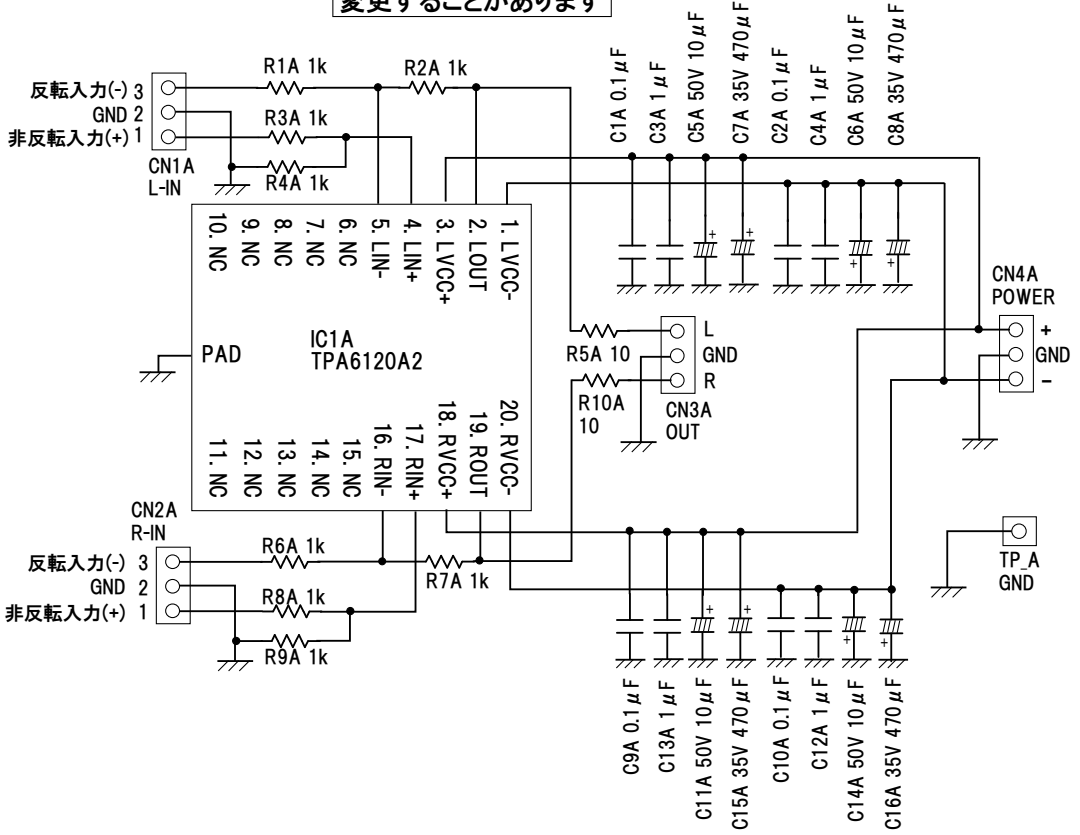 変更することがあります
反転入力(-) 3
GND 2
非反転入力(+) 1
CN1A
L-IN
R1A 1k
R2A 1k
R3A 1k
R4A 1k
C1A 0.1μF
C3A 1μF
C5A 50V 10μF
C7A 35V 470μF
C2A 0.1μF
C4A 1μF
C6A 50V 10μF
C8A 35V 470μF
+
+
+
+
10. NC
9. NC
8. NC
7. NC
6. NC
5. LIN-
4. LIN+
3. LVCC+
2. LOUT
1. LVCC-
PAD
IC1A
TPA6120A2
11. NC
12. NC
13. NC
14. NC
15. NC
16. RIN-
17. RIN+
18. RVCC+
19. ROUT
20. RVCC-
R5A 10
R10A
10
L
GND
R
CN3A
OUT
CN4A
POWER
+
GND
-
CN2A
R-IN
反転入力(-) 3
GND 2
非反転入力(+) 1
R6A 1k
R7A 1k
R8A 1k
R9A 1k
TP_A
GND
+
+
+
+
C9A 0.1μF
C13A 1μF
C11A 50V 10μF
C15A 35V 470μF
C10A 0.1μF
C12A 1μF
C14A 50V 10μF
C16A 35V 470μF